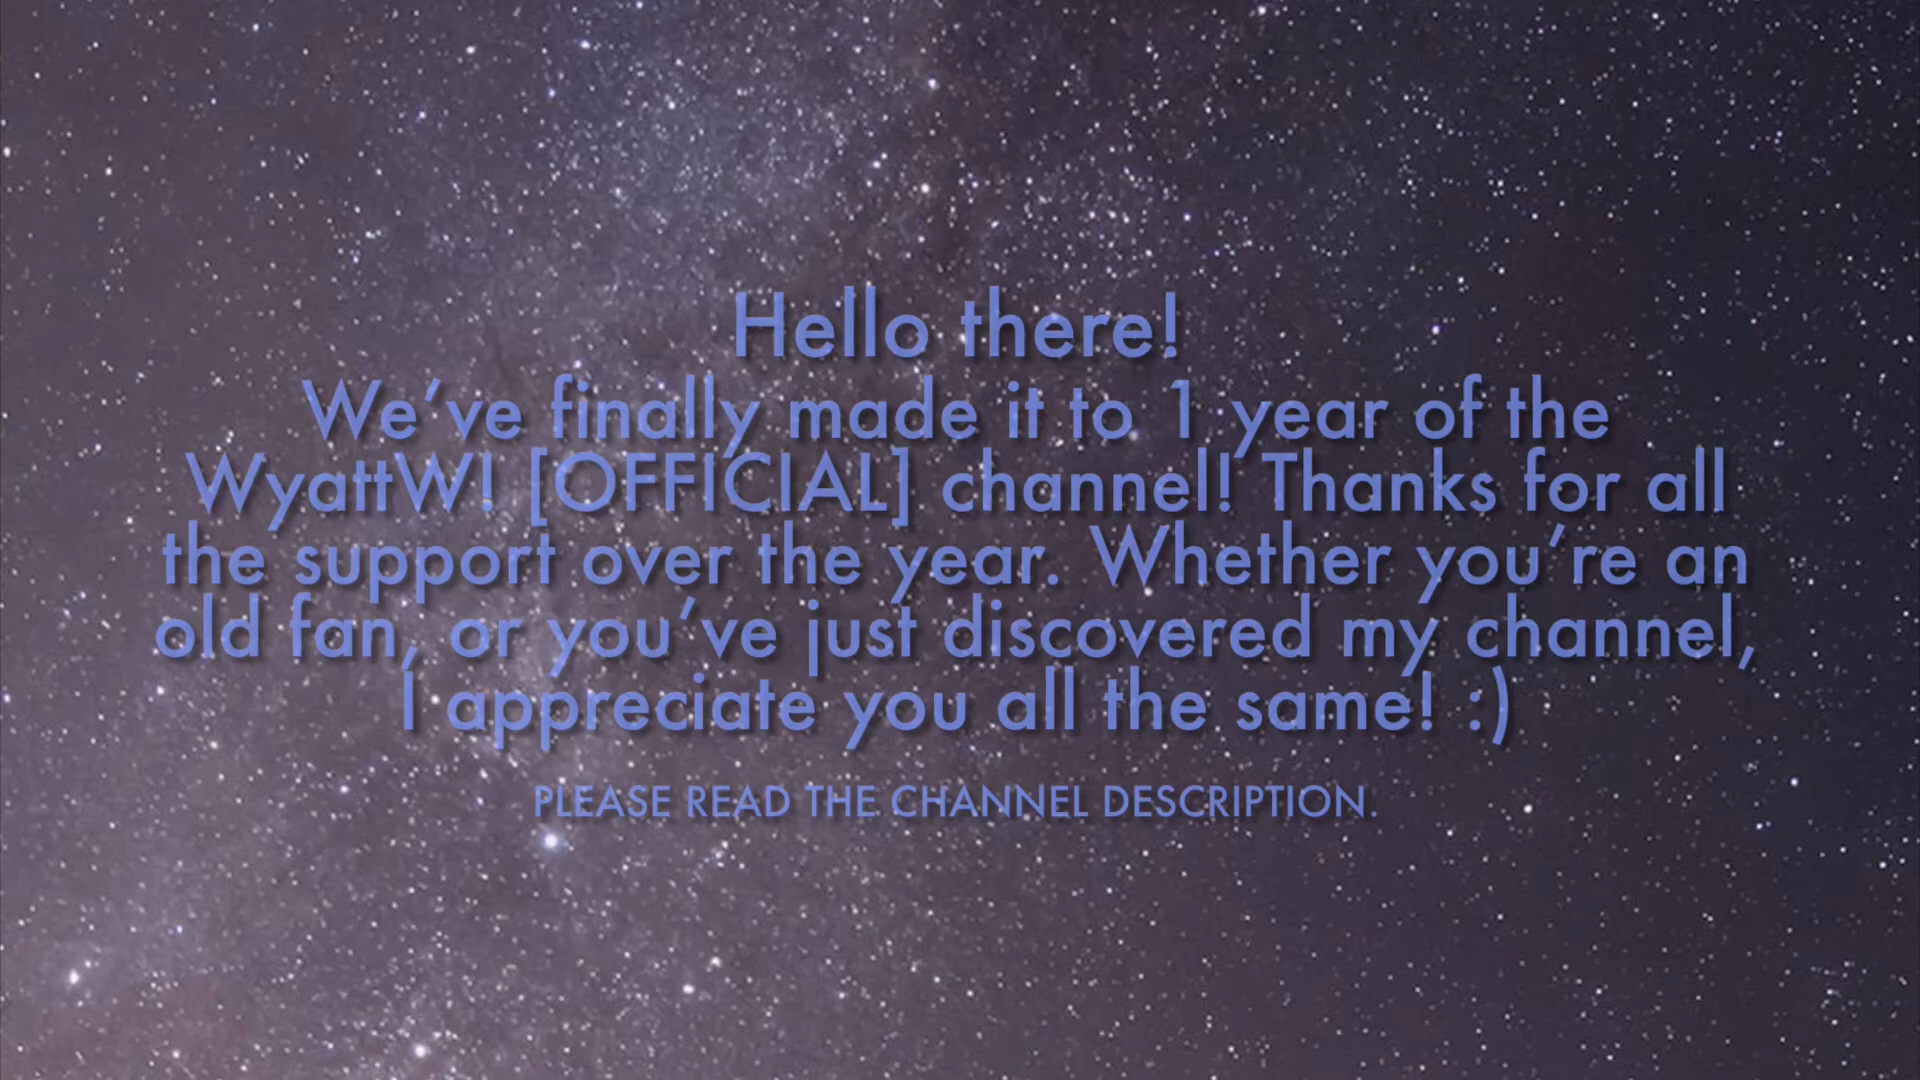 Hello there!
We’ve finally made it to 1 year of the
WyattW! [OFFICIAL] channel! Thanks for all
the support over the year. Whether you’re an
old fan, or you’ve just discovered my channel,
I appreciate you all the same! :)
PLEASE READ THE CHANNEL DESCRIPTION.